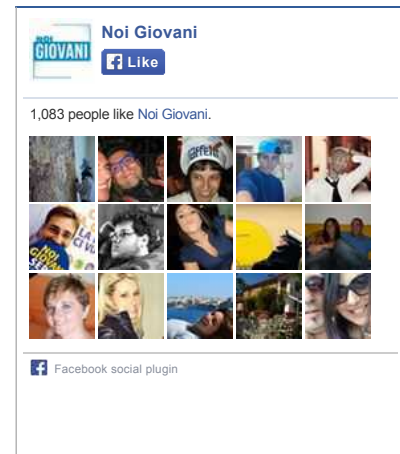 NOI
GIOVANI
Noi Giovani
Like
1,083 people like Noi Giovani.
Facebook social plugin